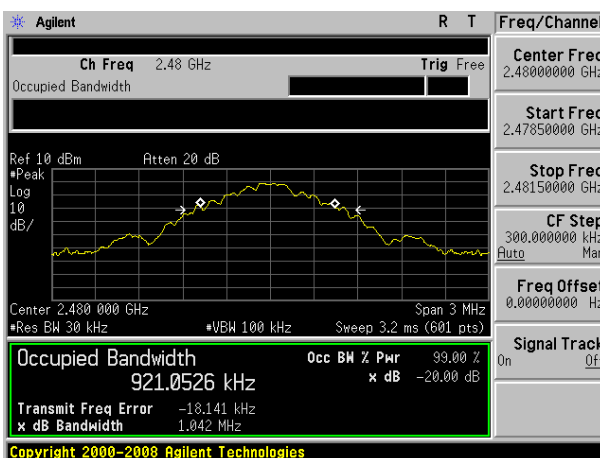 Agilent R T Freq/Channel
Ch Freq 2.48 GHz Trig Free
Occupied Bandwidth
Center Freq
2.48000000 GHz
Start Freq
2.47850000 GHz
Stop Freq
2.48150000 GHz
CF Step
300.000000 kHz
Auto Man
Freq Offset
0.00000000 Hz
Signal Track
On Off
Ref 10 dBm Atten 20 dB
#Peak
Log
10
dB/
Center 2.480 000 GHz Span 3 MHz
#Res BW 30 kHz #VBW 100 kHz Sweep 3.2 ms (601 pts)
Occupied Bandwidth Occ BW % Pwr 99.00 %
921.0526 kHz x dB -20.00 dB
Transmit Freq Error -18.141 kHz
x dB Bandwidth 1.042 MHz
Copyright 2000-2008 Agilent Technologies